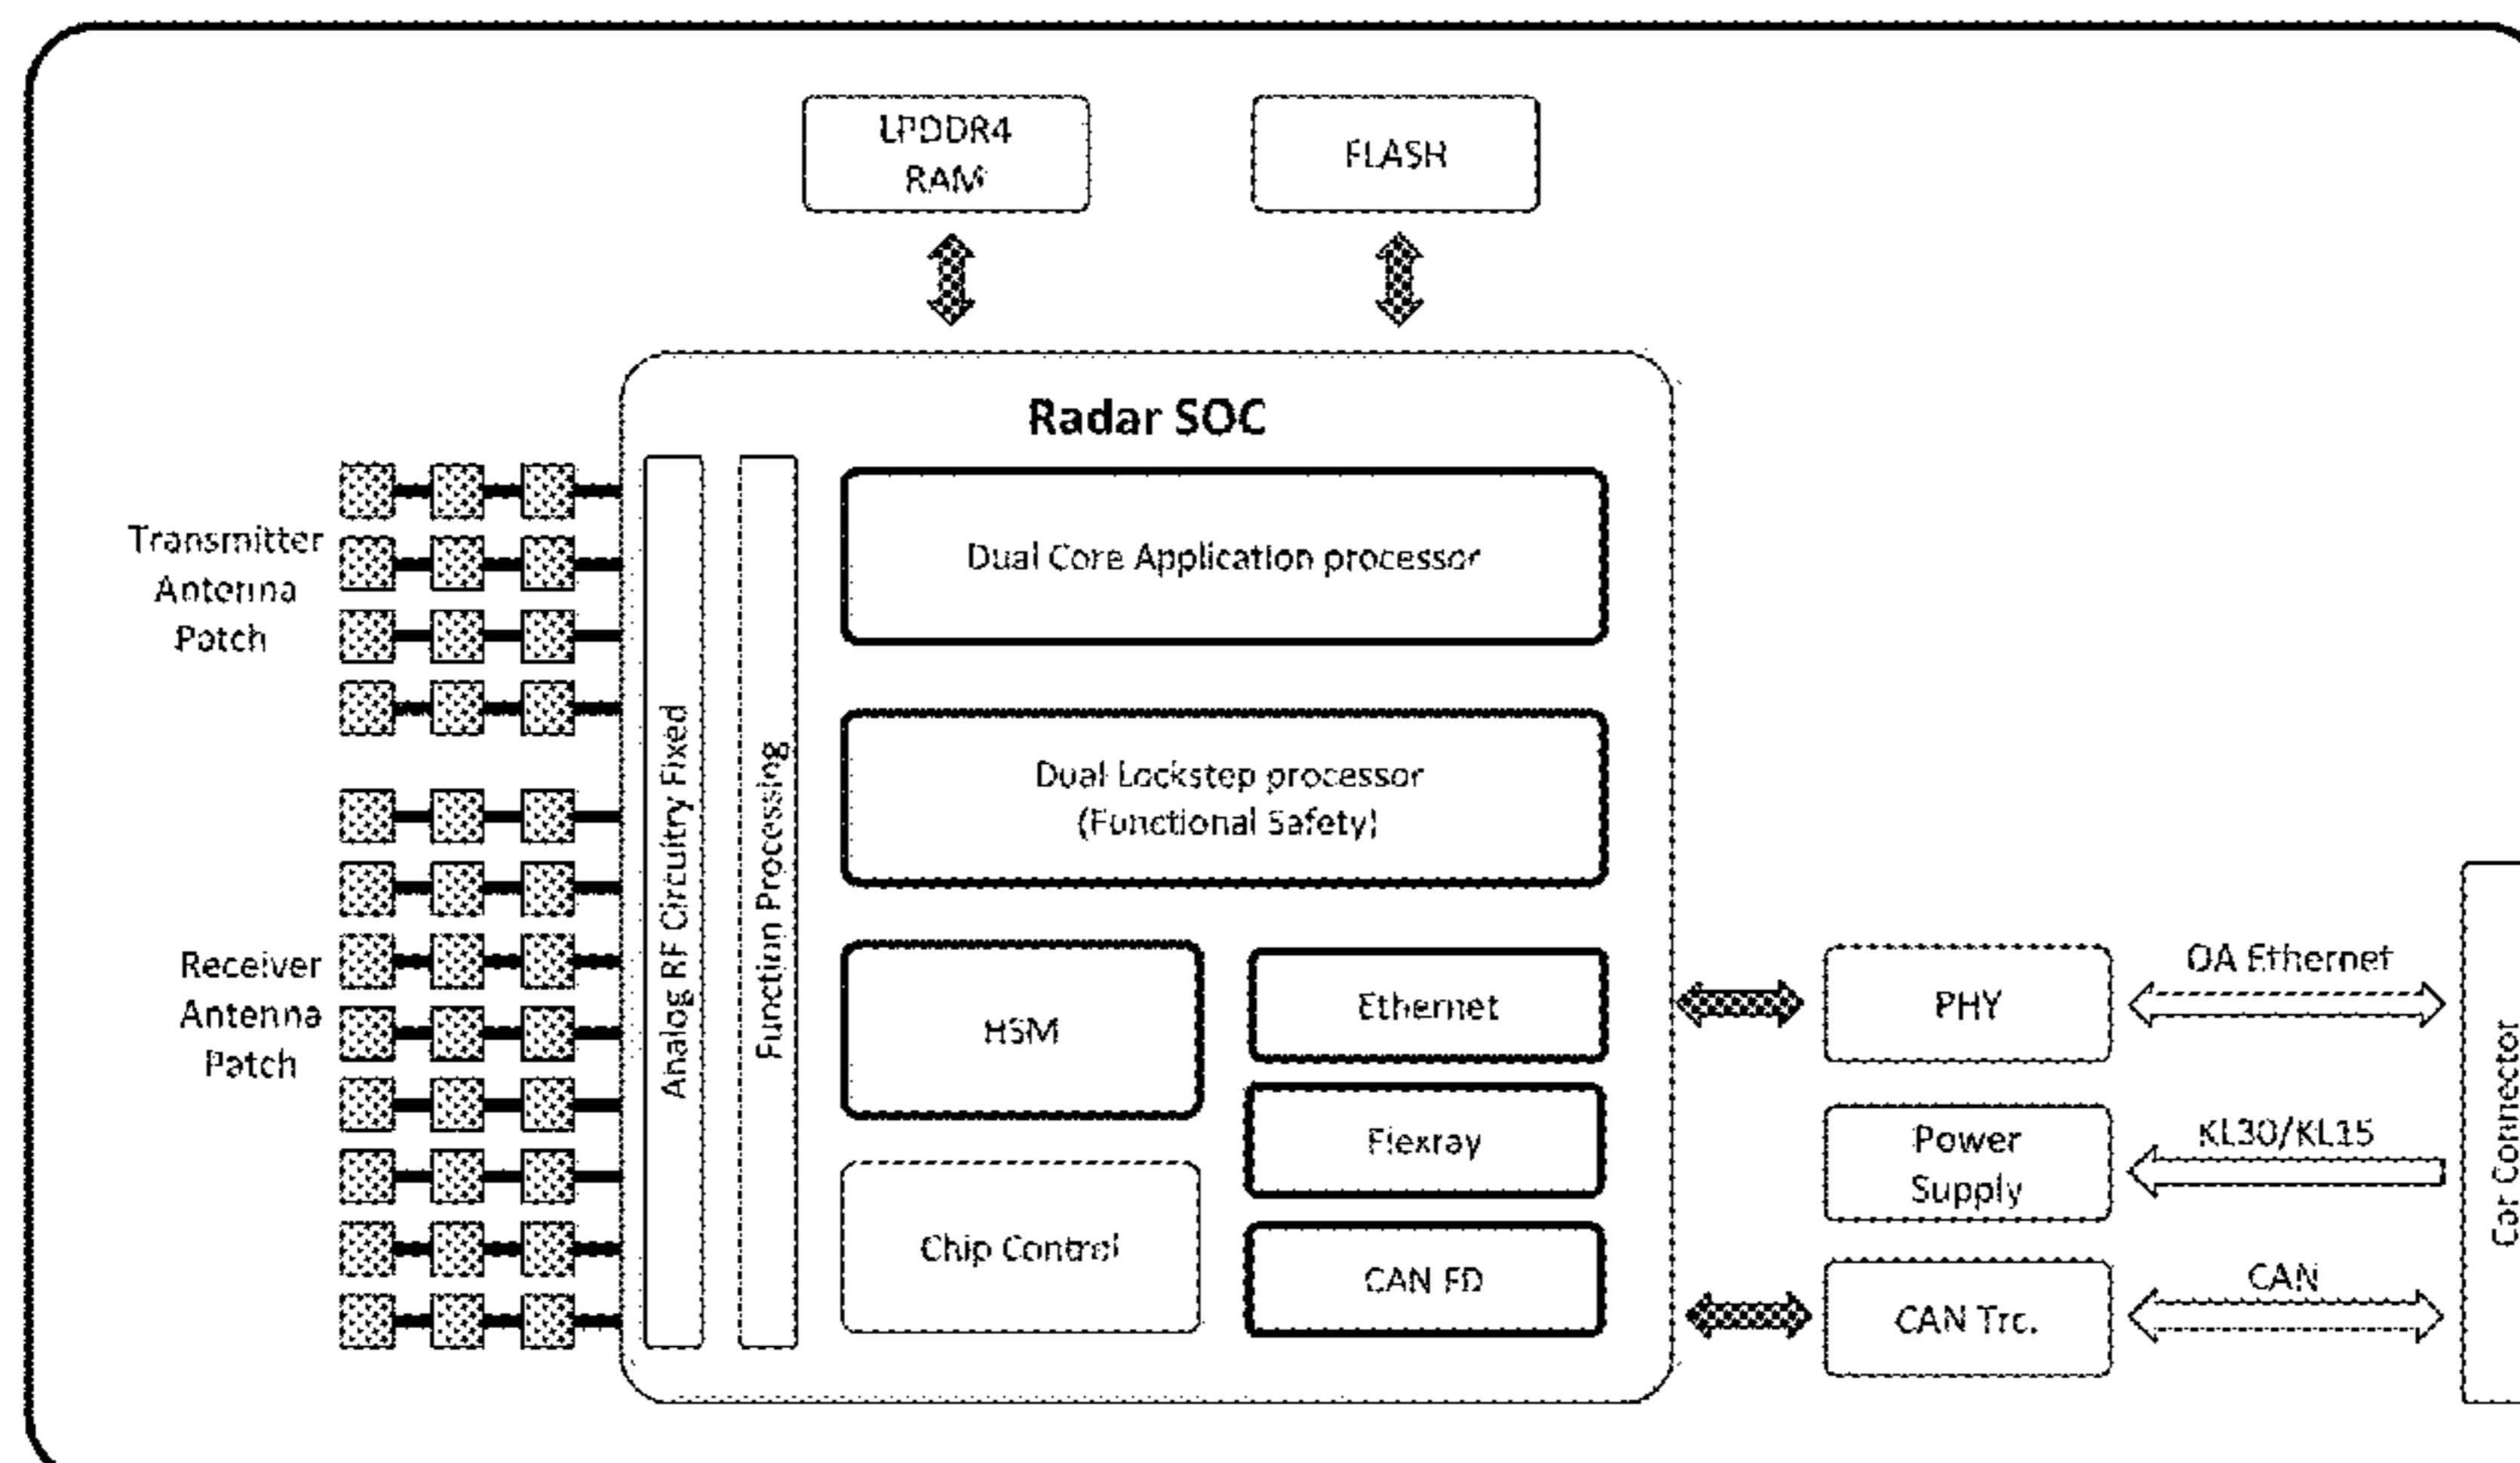 LPDDR4
RAM
FLASH
Radar SOC
Transmitter
Antenna
Patch
Dual Core Application processor
Dual Lockstep processor
(Functional Safety)
Analog RF Circuitry Fixed
Function Processing
Receiver
Antenna
Patch
HSM
Ethernet
Flexray
Chip Control
CAN FD
PHY
OA Ethernet
Power
Supply
KL30/KL15
CAN Trc.
CAN
Car Connector